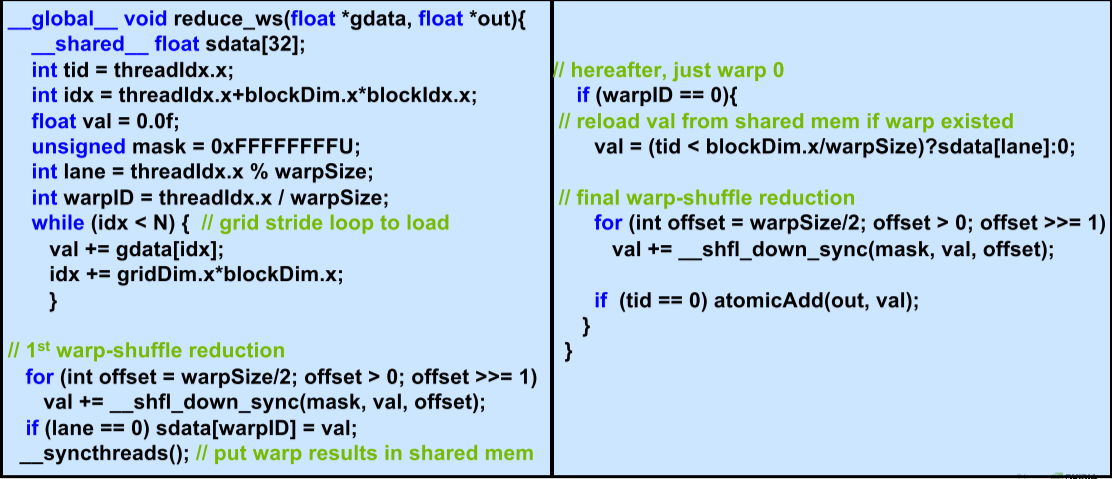 __global__ void reduce_ws(float *gdata, float *out){
__shared__ float sdata[32];
int tid = threadIdx.x;
int idx = threadIdx.x+blockDim.x*blockIdx.x;
float val = 0.0f;
unsigned mask = 0xFFFFFFFFU;
int lane = threadIdx.x % warpSize;
int warpID = threadIdx.x / warpSize;
while (idx < N) { // grid stride loop to load
val += gdata[idx];
idx += gridDim.x*blockDim.x;
}
// 1st warp-shuffle reduction
for (int offset = warpSize/2; offset > 0; offset >>= 1)
val += __shfl_down_sync(mask, val, offset);
if (lane == 0) sdata[warpID] = val;
__syncthreads(); // put warp results in shared mem
// hereafter, just warp 0
if (warpID == 0){
// reload val from shared mem if warp existed
val = (tid < blockDim.x/warpSize)?sdata[lane]:0;
// final warp-shuffle reduction
for (int offset = warpSize/2; offset > 0; offset >>= 1)
val += __shfl_down_sync(mask, val, offset);
if (tid == 0) atomicAdd(out, val);
}
}